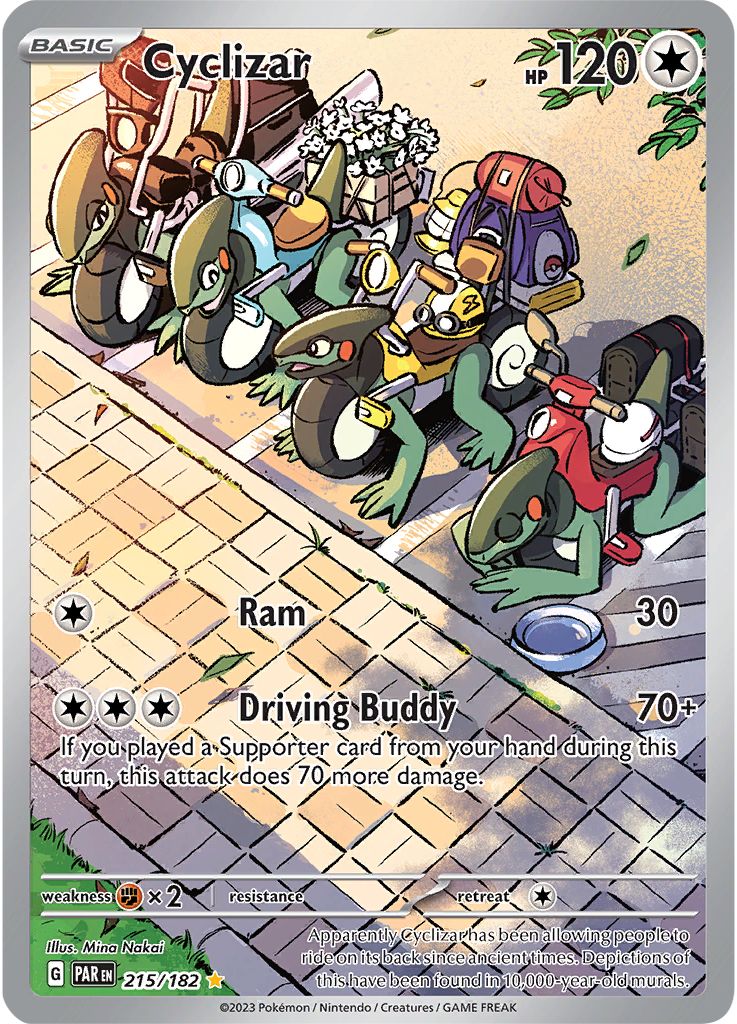 BASIC Cyclizar HP 120
Ram 30
Driving Buddy 70+
If you played a Supporter card from your hand during this
turn, this attack does 70 more damage.
weakness ×2 resistance retreat
Illus. Mina Nakai
G PAR EN 215/182
Apparently Cyclizar has been allowing people to
ride on its back since ancient times. Depictions of
this have been found in 10,000-year-old murals.
©2023 Pokémon / Nintendo / Creatures / GAME FREAK